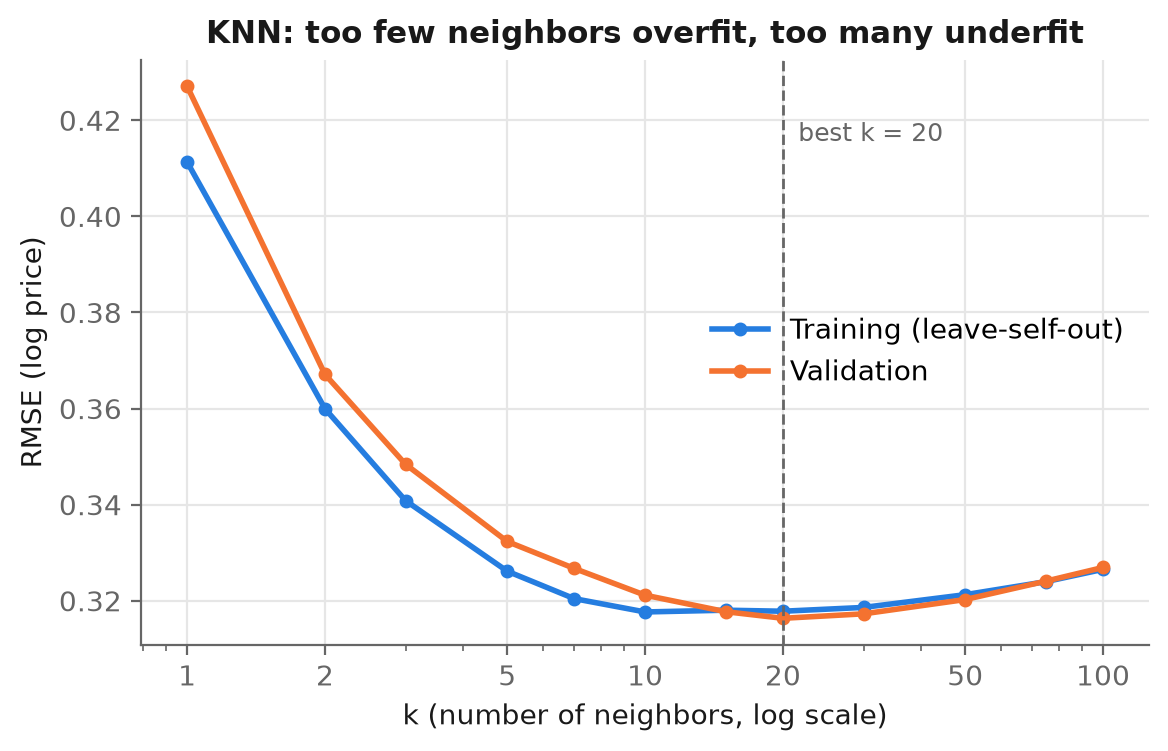 KNN: too few neighbors overfit, too many underfit
RMSE (log price)
0.42
0.40
0.38
0.36
0.34
0.32
best k = 20
Training (leave-self-out)
Validation
1 2 5 10 20 50 100
k (number of neighbors, log scale)